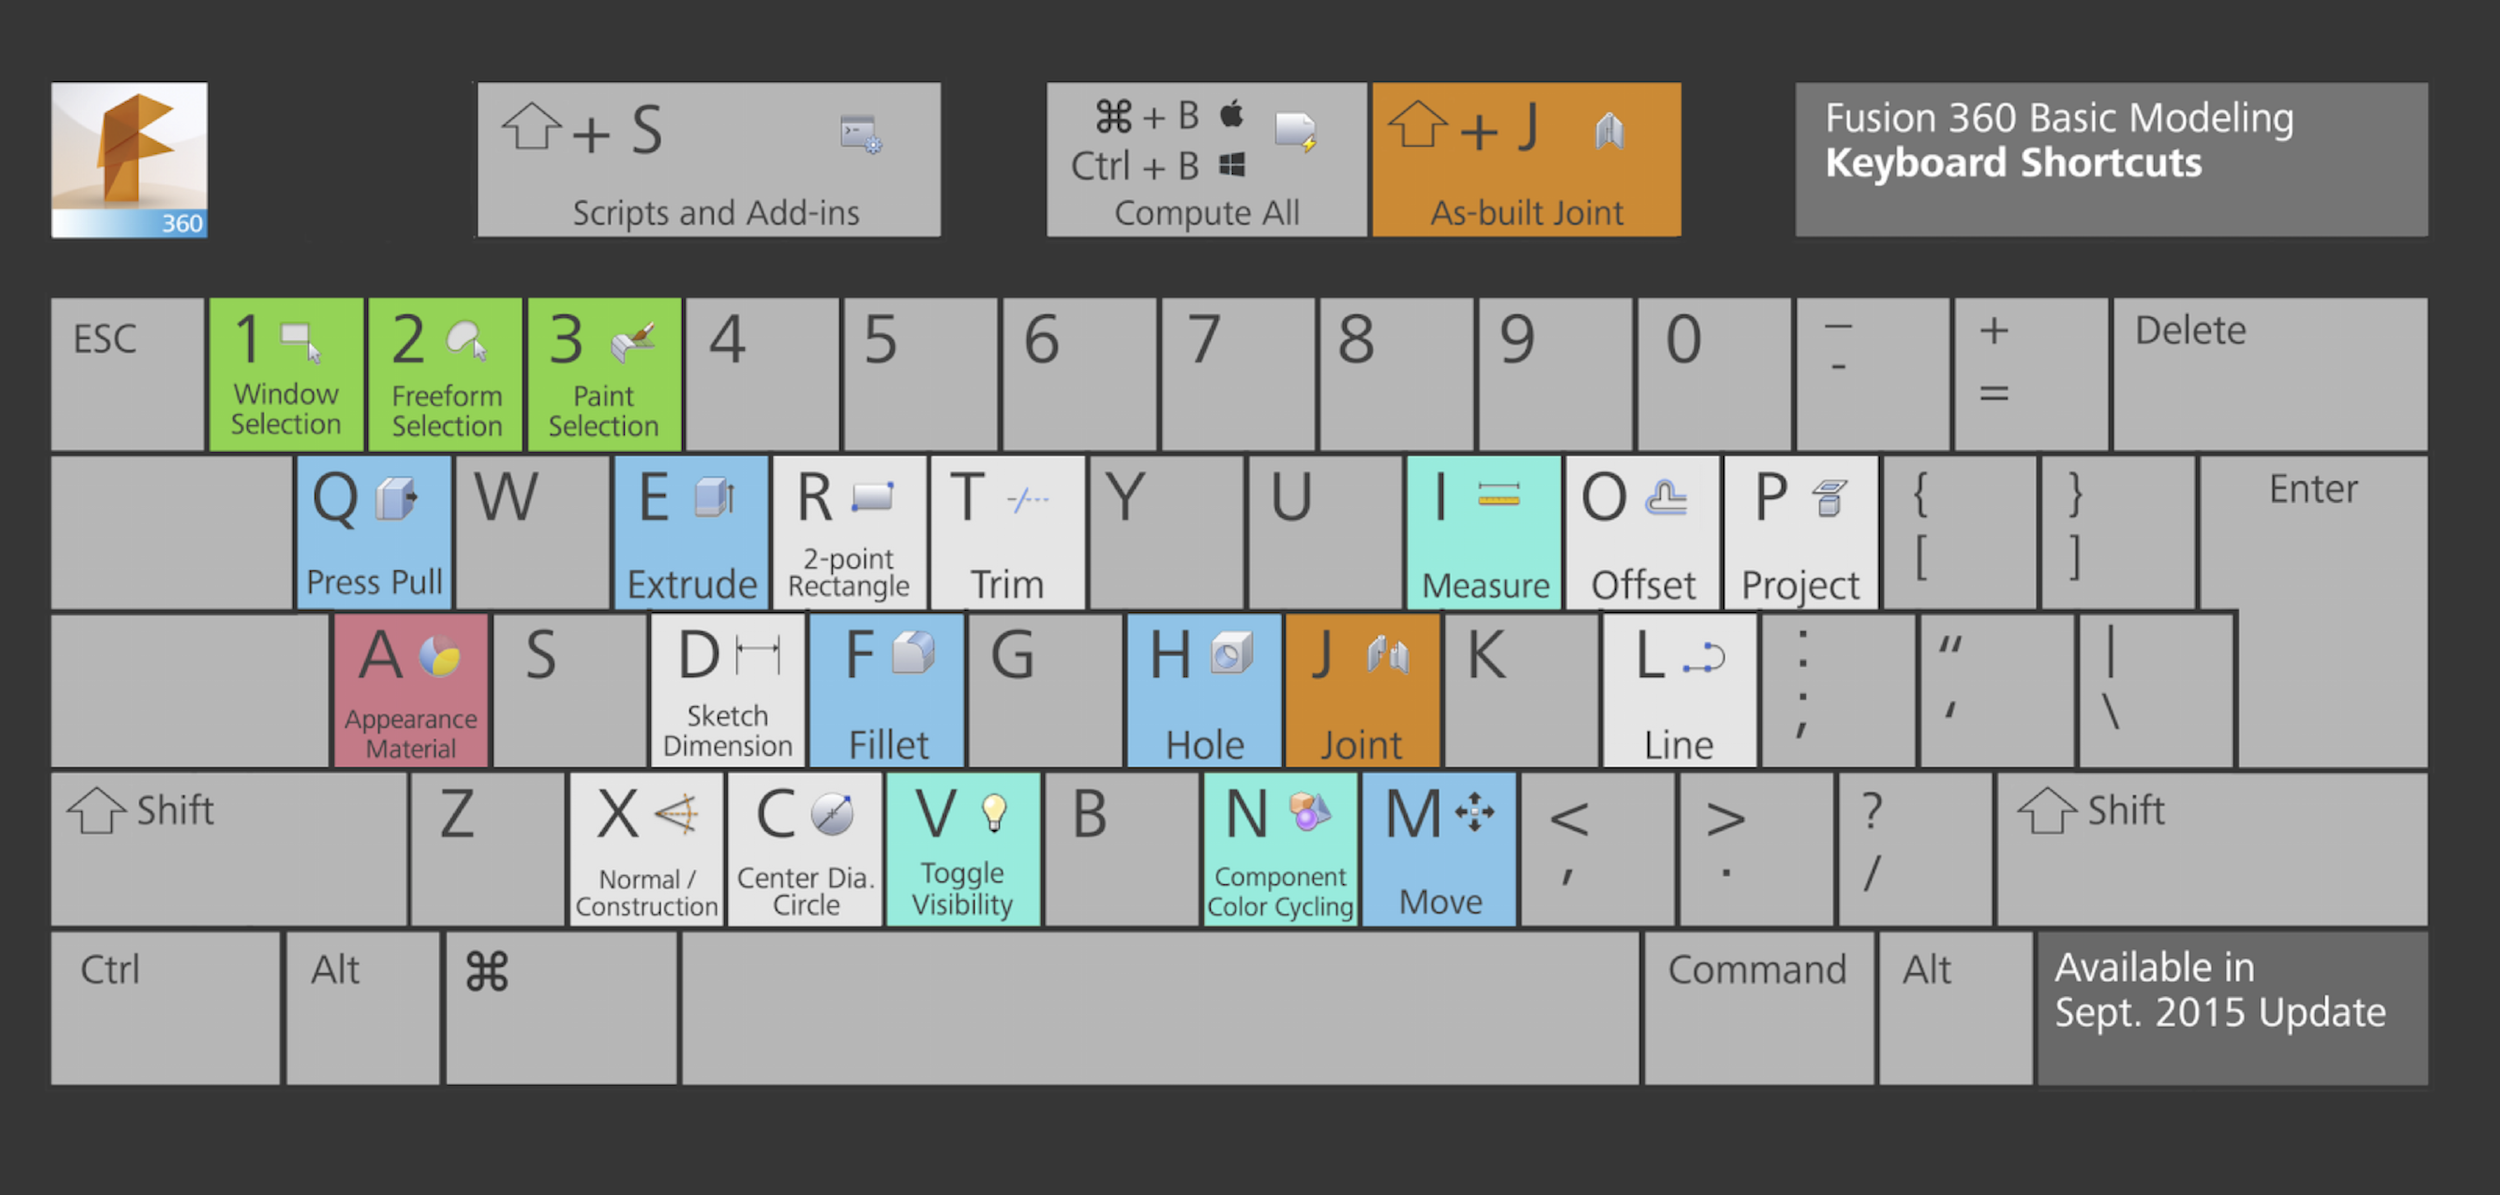 360
⇧ + S
Scripts and Add-ins
⌘ + B
Ctrl + B
Compute All
⇧ + J
As-built Joint
Fusion 360 Basic Modeling
Keyboard Shortcuts
ESC
1
Window
Selection
2
Freeform
Selection
3
Paint
Selection
4
5
6
7
8
9
0
_
-
+
=
Delete
Q
Press Pull
W
E
Extrude
R
2-point
Rectangle
T
Trim
Y
U
I
Measure
O
Offset
P
Project
{
[
}
]
Enter
A
Appearance
Material
S
D
Sketch
Dimension
F
Fillet
G
H
Hole
J
Joint
K
L
Line
:
;
“
‘
|
\
⇧ Shift
Z
X
Normal /
Construction
C
Center Dia.
Circle
V
Toggle
Visibility
B
N
Component
Color Cycling
M
Move
<
,
>
.
?
/
⇧ Shift
Ctrl
Alt
⌘
Command
Alt
Available in
Sept. 2015 Update